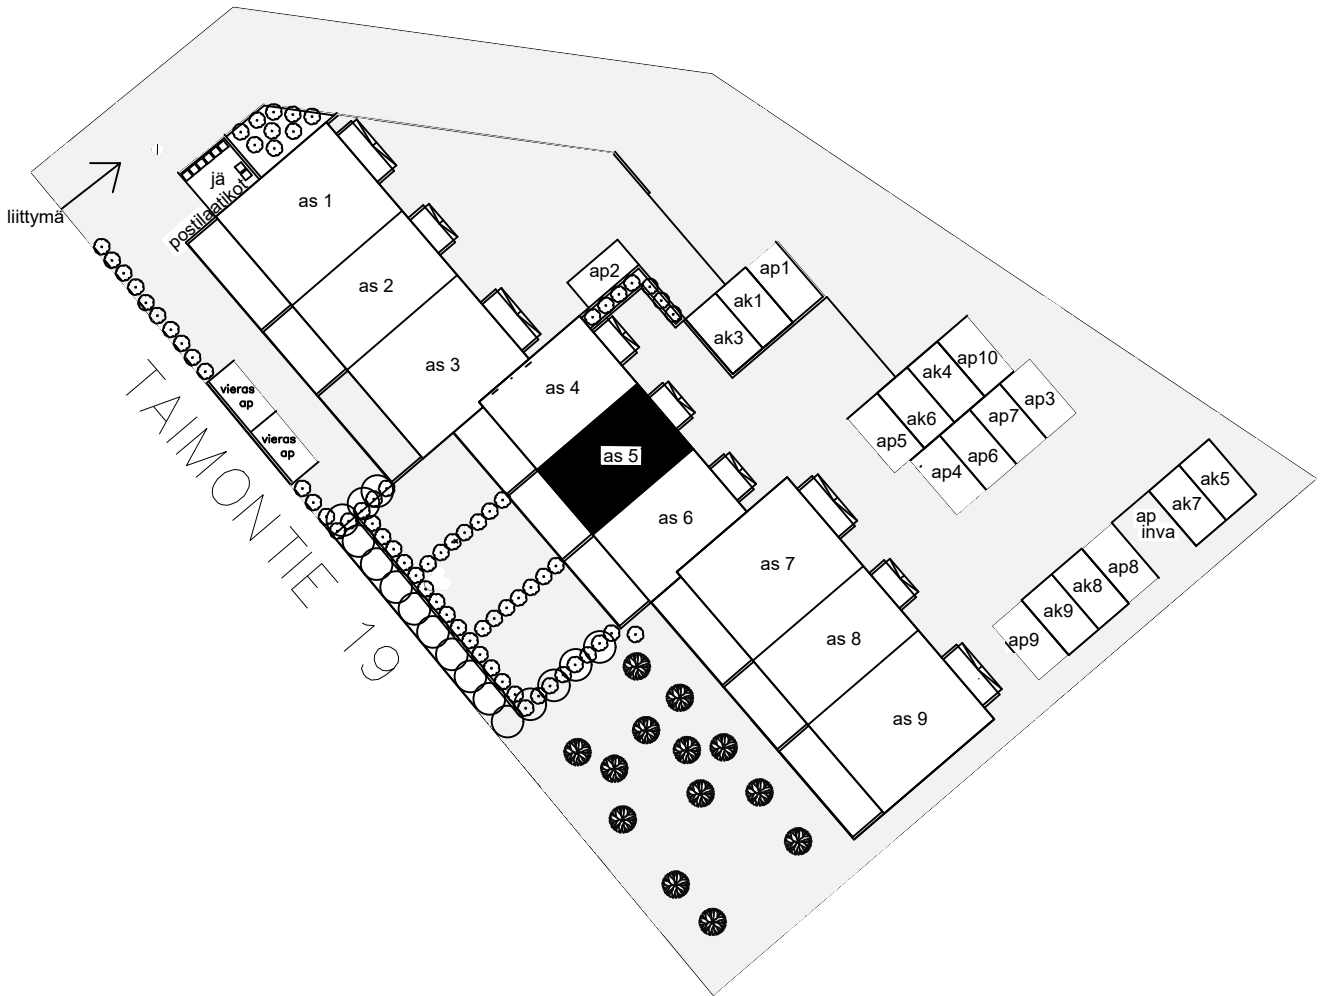 jä
postilaatikot
liittymä
as 1
as 2
as 3
as 4
as 5
as 6
as 7
as 8
as 9
ap2
ap1
ak1
ak3
ap10
ak4
ak6
ap5
ap3
ap7
ap6
ap4
ak5
ak7
ap
inva
ap8
ak8
ak9
ap9
vieras
ap
vieras
ap
TAIMONTIE 19